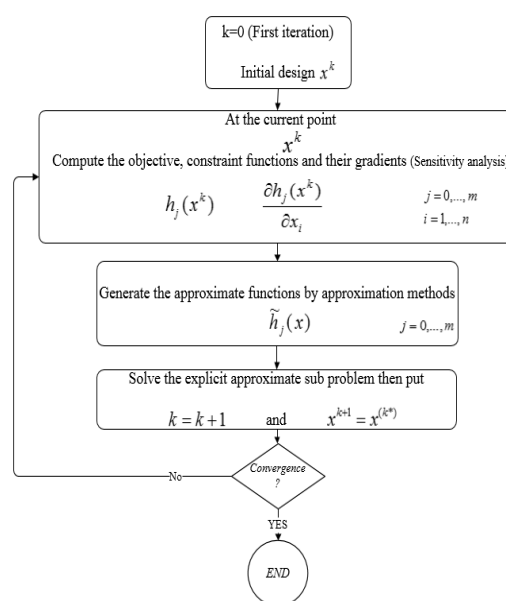 k=0 (First iteration)
Initial design x^k
At the current point
x^k
Compute the objective, constraint functions and their gradients (Sensitivity analysis)
h_j(x^k) ∂h_j(x^k)/∂x_i j=0,...,m
i=1,...,n
Generate the approximate functions by approximation methods
h̃_j(x) j=0,...,m
Solve the explicit approximate sub problem then put
k=k+1 and x^{k+1}=x^{(k*)}
Convergence
?
No
YES
END